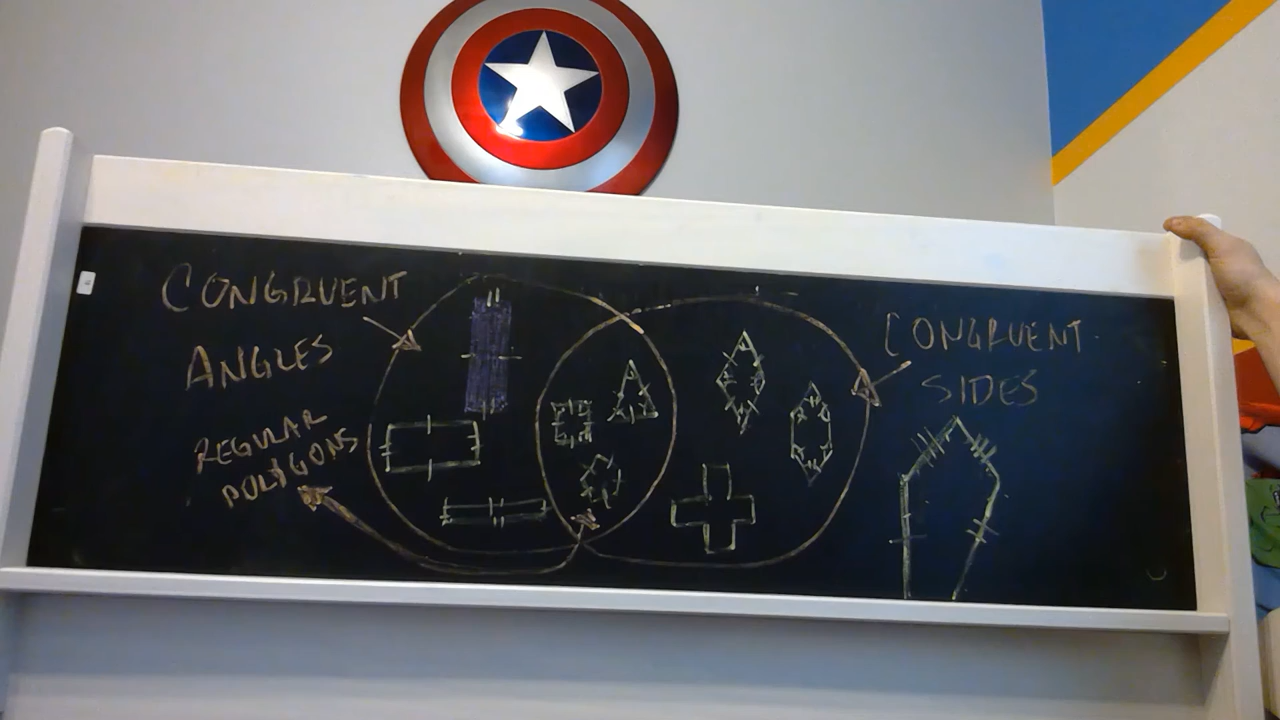 CONGRUENT
ANGLES
REGULAR
POLYGONS
CONGRUENT
SIDES